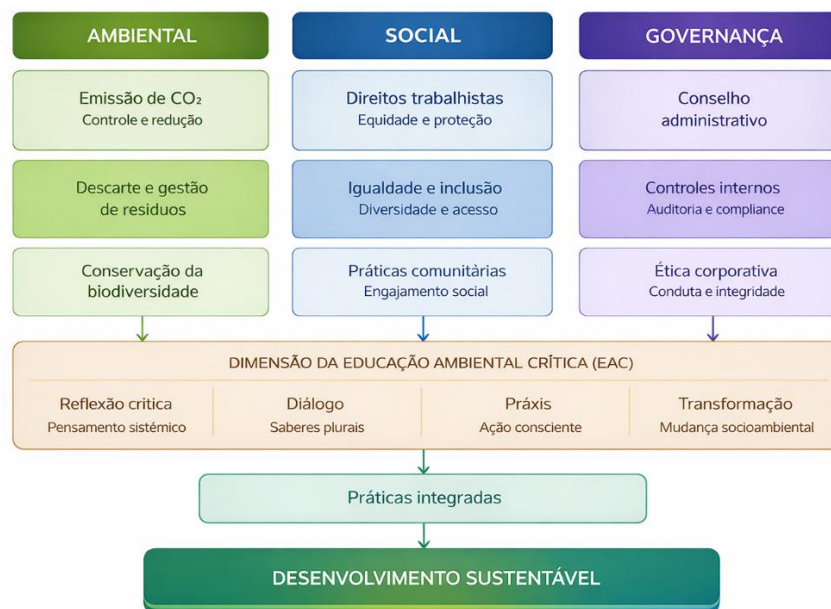 AMBIENTAL
SOCIAL
GOVERNANÇA
Emissão de CO₂
Controle e redução
Direitos trabalhistas
Equidade e proteção
Conselho
administrativo
Descarte e gestão
de resíduos
Igualdade e inclusão
Diversidade e acesso
Controles internos
Auditoria e compliance
Conservação da
biodiversidade
Práticas comunitàrias
Engajamento social
Ética corporativa
Conduta e integridade
DIMENSÃO DA EDUCAÇÃO AMBIENTAL CRÍTICA (EAC)
Reflexão critica
Pensamento sistémico
Diálogo
Saberes plurais
Práxis
Ação consciente
Transformação
Mudança socioambiental
Práticas integradas
DESENVOLVIMENTO SUSTENTÁVEL